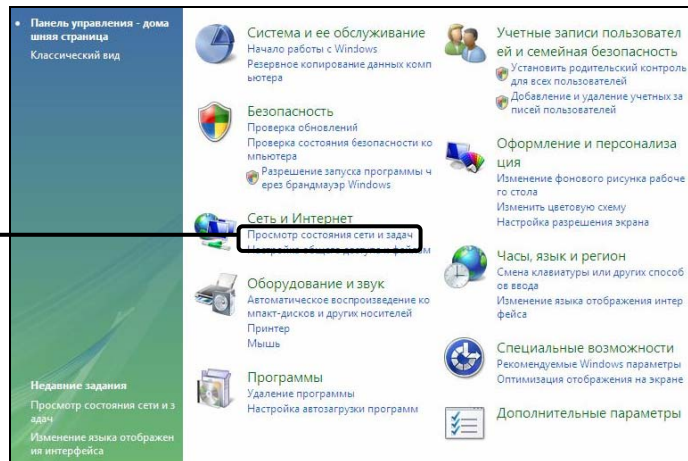 Панель управления - дома
шняя страница
Классический вид
Недавние задания
Просмотр состояния сети и з
адач
Изменение языка отображен
ия интерфейса
Система и ее обслуживание
Начало работы с Windows
Резервное копирование данных комп
ьютера
Безопасность
Проверка обновлений
Проверка состояния безопасности ко
мпьютера
Разрешение запуска программы ч
ерез брандмауэр Windows
Сеть и Интернет
Просмотр состояния сети и задач
Настройка общего доступа к файлам
Оборудование и звук
Автоматическое воспроизведение ко
мпакт-дисков и других носителей
Принтер
Мышь
Программы
Удаление программы
Настройка автозагрузки программ
Учетные записи пользовател
ей и семейная безопасность
Установить родительский контроль
для всех пользователей
Добавление и удаление учетных за
писей пользователей
Оформление и персонализа
ция
Изменение фонового рисунка рабоче
го стола
Изменить цветовую схему
Настройка разрешения экрана
Часы, язык и регион
Смена клавиатуры или других способ
ов ввода
Изменение языка отображения интер
фейса
Специальные возможности
Рекомендуемые Windows параметры
Оптимизация отображения на экране
Дополнительные параметры